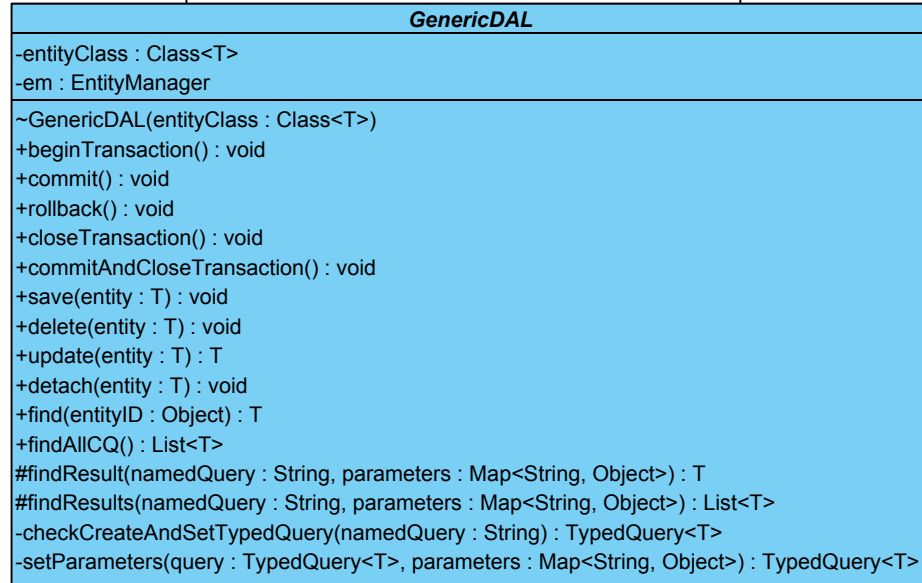 GenericDAL
-entityClass : Class<T>
-em : EntityManager
~GenericDAL(entityClass : Class<T>)
+beginTransaction() : void
+commit() : void
+rollback() : void
+closeTransaction() : void
+commitAndCloseTransaction() : void
+save(entity : T) : void
+delete(entity : T) : void
+update(entity : T) : T
+detach(entity : T) : void
+find(entityID : Object) : T
+findAllCQ() : List<T>
#findResult(namedQuery : String, parameters : Map<String, Object>) : T
#findResults(namedQuery : String, parameters : Map<String, Object>) : List<T>
-checkCreateAndSetTypedQuery(namedQuery : String) : TypedQuery<T>
-setParameters(query : TypedQuery<T>, parameters : Map<String, Object>) : TypedQuery<T>